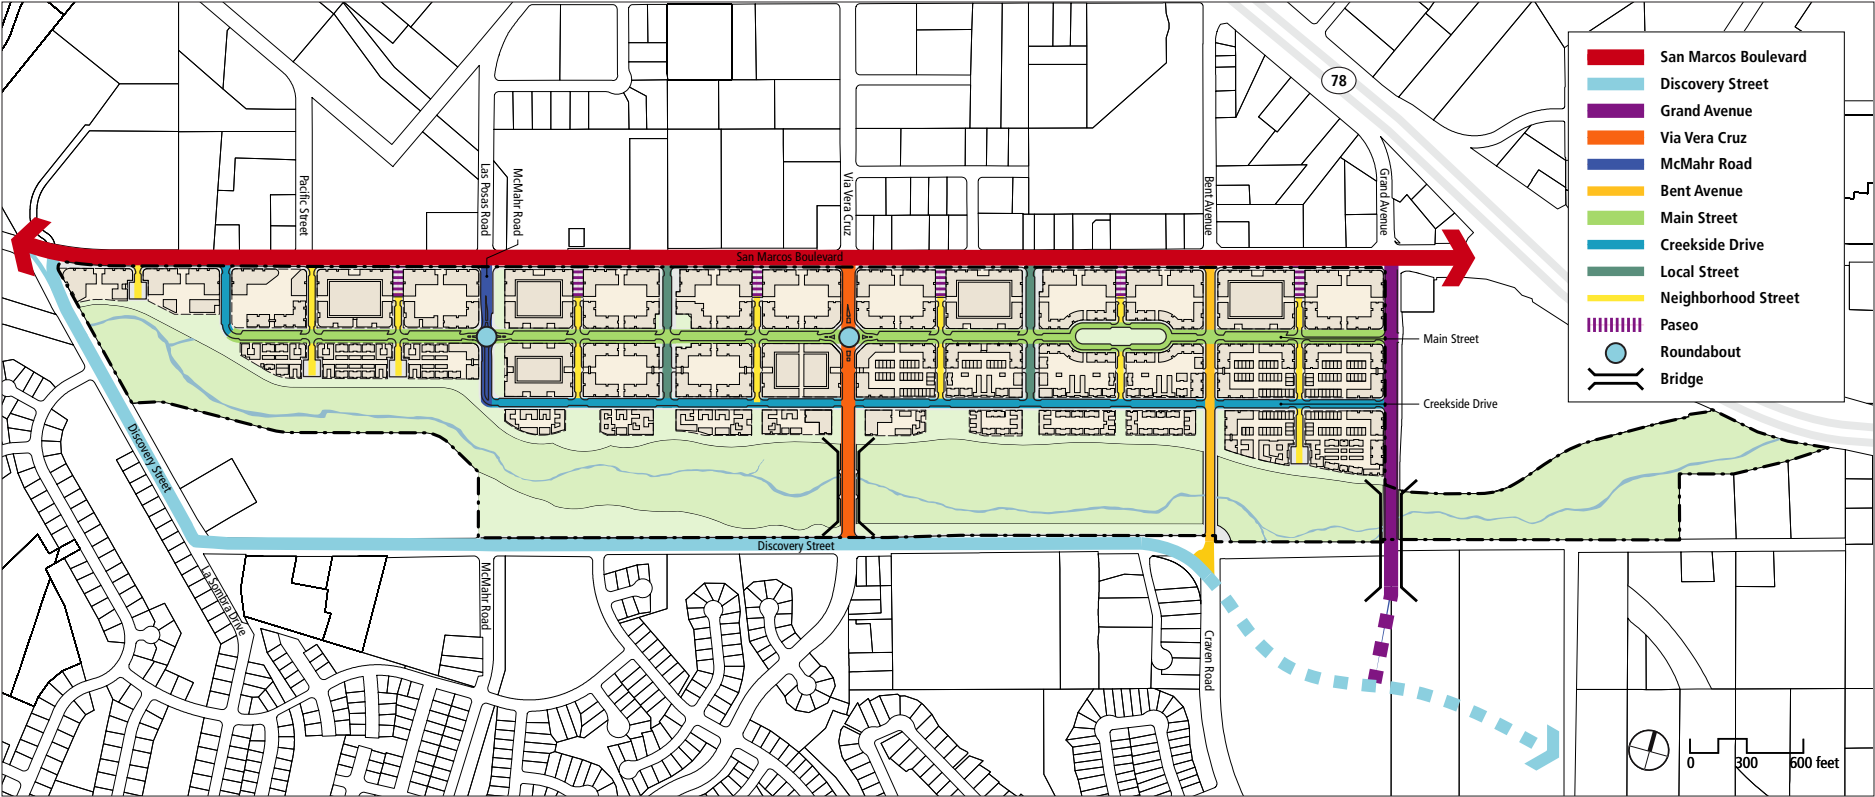 78
San Marcos Boulevard
Discovery Street
Grand Avenue
Via Vera Cruz
McMahr Road
Bent Avenue
Main Street
Creekside Drive
Local Street
Neighborhood Street
Paseo
Roundabout
Bridge
Pacific Street
Las Posas Road
McMahr Road
Via Vera Cruz
Bent Avenue
Grand Avenue
San Marcos Boulevard
Main Street
Creekside Drive
Discovery Street
Discovery Street
La Sombra Drive
McMahr Road
Craven Road
0 300 600 feet